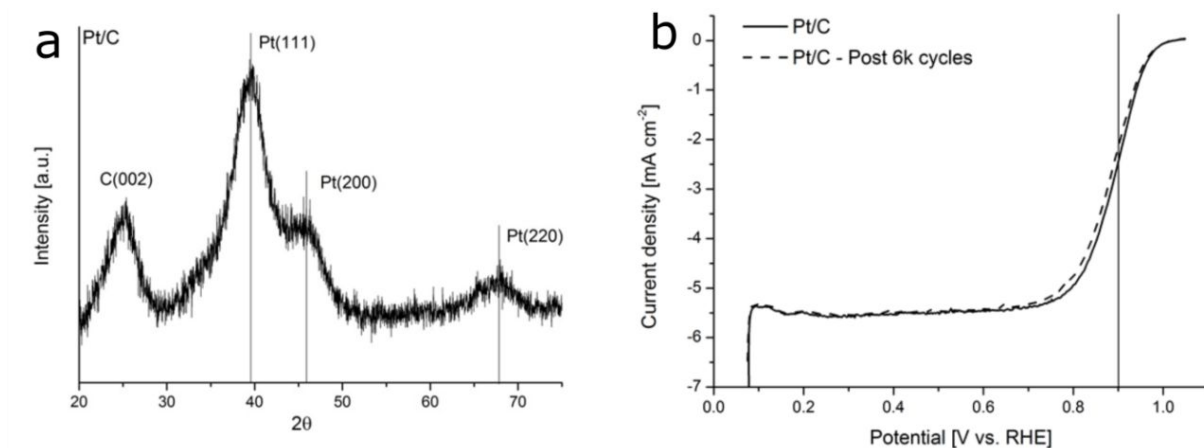 a
Pt/C
Pt(111)
C(002)
Pt(200)
Pt(220)
Intensity [a.u.]
20 30 40 50 60 70
2θ
b
Pt/C
Pt/C - Post 6k cycles
0
-1
-2
-3
-4
-5
-6
-7
Current density [mA cm⁻²]
0.0 0.2 0.4 0.6 0.8 1.0
Potential [V vs. RHE]